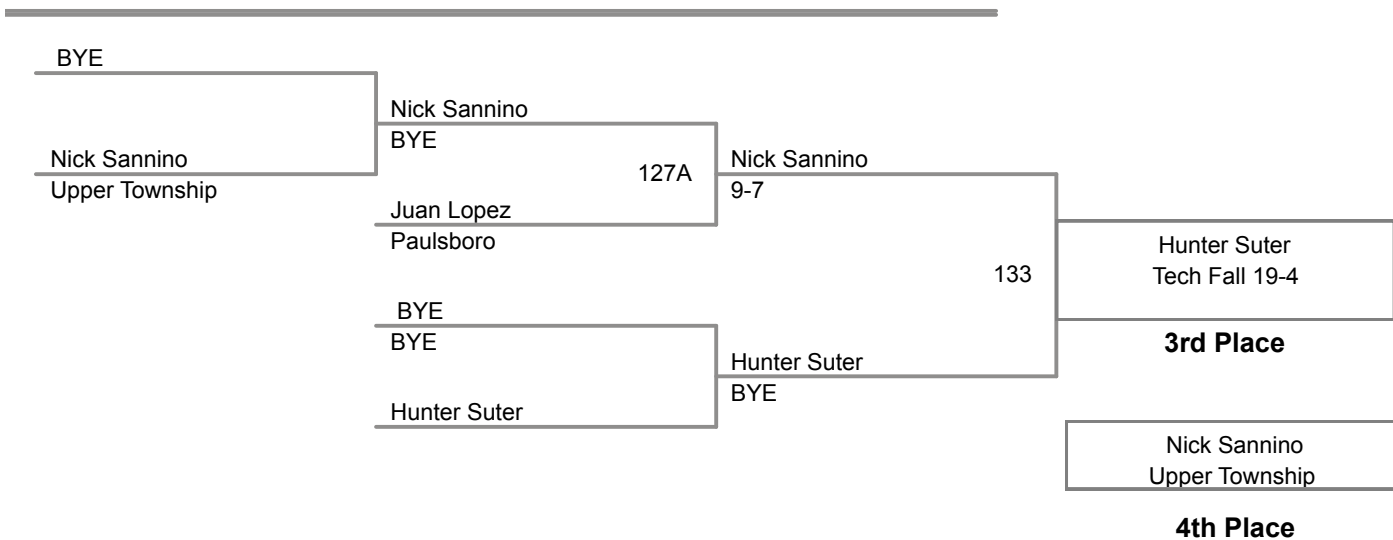 BYE
Nick Sannino
Upper Township
Nick Sannino
BYE
127A
Juan Lopez
Paulsboro
BYE
BYE
Hunter Suter
Nick Sannino
9-7
133
Hunter Suter
BYE
Hunter Suter
Tech Fall 19-4
3rd Place
Nick Sannino
Upper Township
4th Place